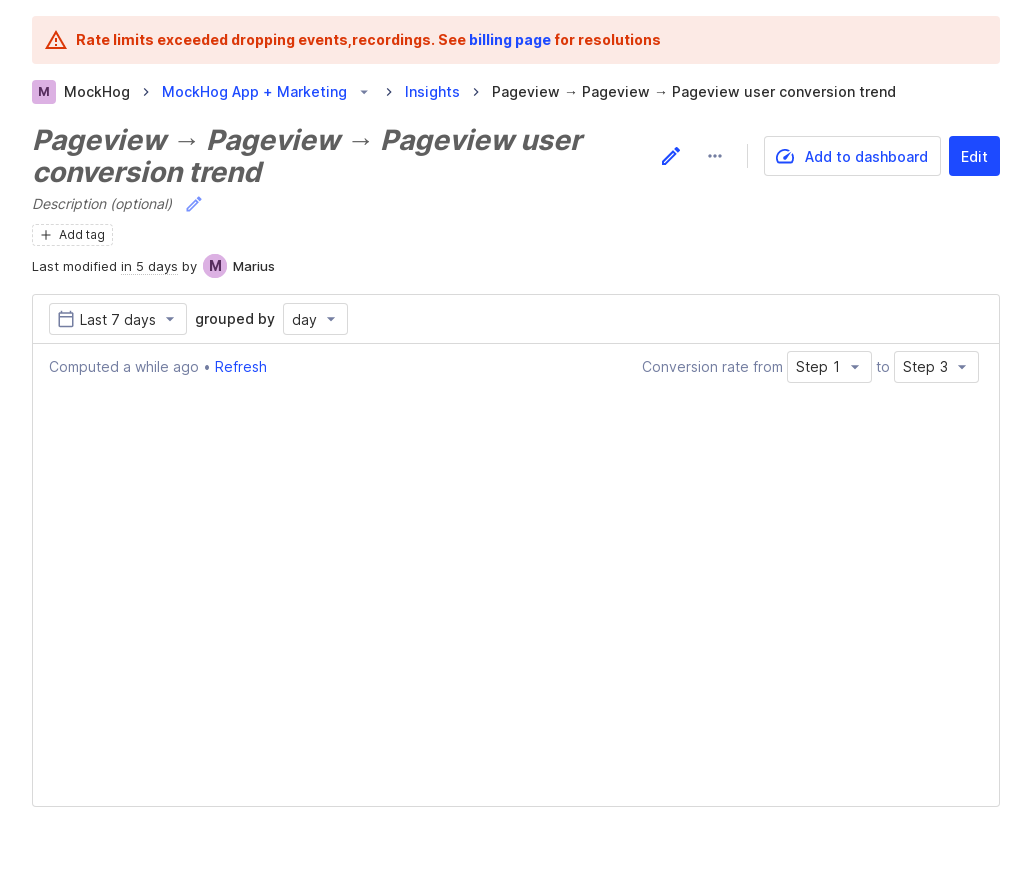 Rate limits exceeded dropping events,recordings. See billing page for resolutions
M MockHog > MockHog App + Marketing > Insights > Pageview → Pageview → Pageview user conversion trend
Pageview → Pageview → Pageview user
conversion trend
Add to dashboard
Edit
Description (optional)
+ Add tag
Last modified in 5 days by M Marius
Last 7 days grouped by day
Computed a while ago • Refresh
Conversion rate from Step 1 to Step 3